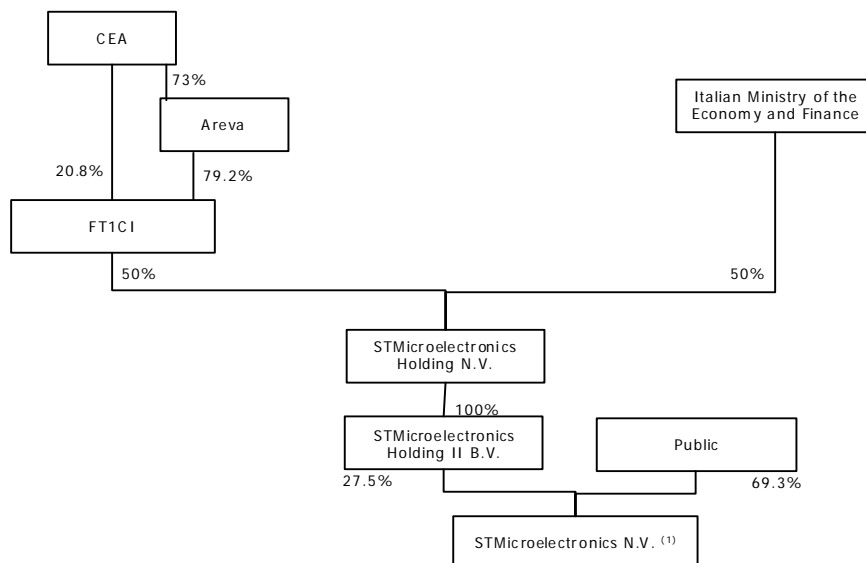 CEA
73%
Italian Ministry of the
Economy and Finance
Areva
20.8%
79.2%
FT1CI
50%
50%
STMicroelectronics
Holding N.V.
100%
STMicroelectronics
Holding II B.V.
Public
27.5%
69.3%
STMicroelectronics N.V. (1)